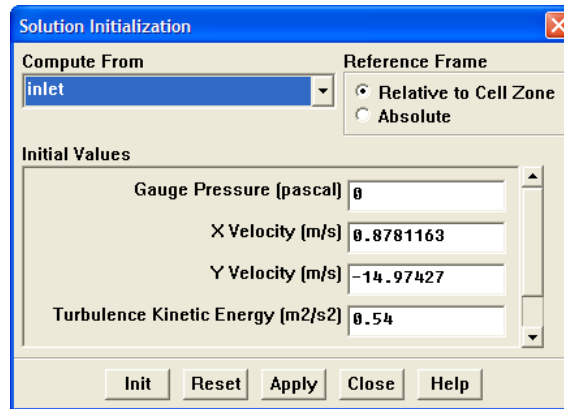 Solution Initialization
Compute From
Reference Frame
inlet
Relative to Cell Zone
Absolute
Initial Values
Gauge Pressure (pascal) 0
X Velocity (m/s) 0.8781163
Y Velocity (m/s) -14.97427
Turbulence Kinetic Energy (m2/s2) 0.54
Init Reset Apply Close Help